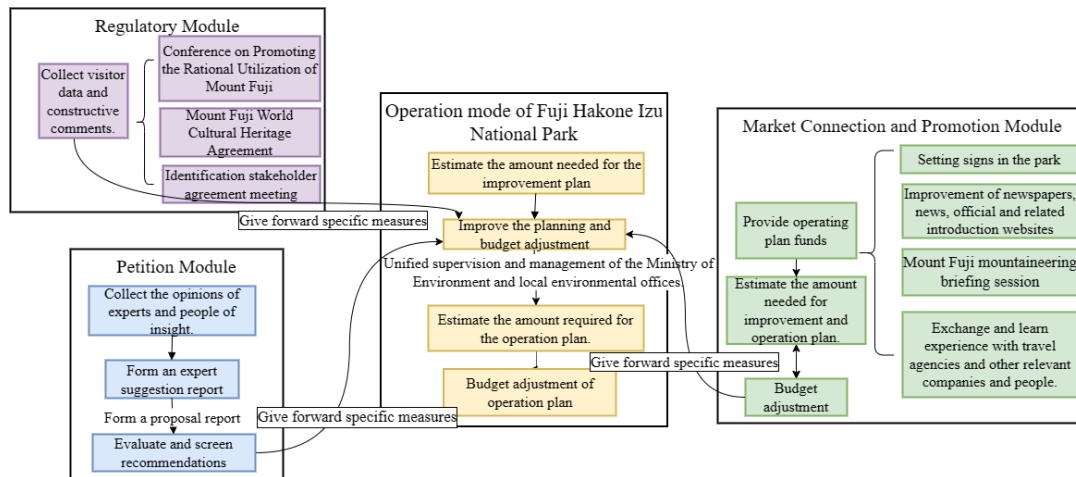 Regulatory Module
Collect visitor
data and
constructive
comments.
Conference on Promoting
the Rational Utilization of
Mount Fuji
Mount Fuji World
Cultural Heritage
Agreement
Identification stakeholder
agreement meeting
Give forward specific measures
Petition Module
Collect the opinions of
experts and people of
insight.
Form an expert
suggestion report
Form a proposal report
Evaluate and screen
recommendations
Give forward specific measures
Operation mode of Fuji Hakone Izu
National Park
Estimate the amount needed for the
improvement plan
Improve the planning and
budget adjustment
Unified supervision and management of the Ministry of
Environment and local environmental offices
Estimate the amount required for
the operation plan.
Budget adjustment of
operation plan
Give forward specific measures
Market Connection and Promotion Module
Provide operating
plan funds
Estimate the amount
needed for
improvement and
operation plan.
Budget
adjustment
Setting signs in the park
Improvement of newspapers,
news, official and related
introduction websites
Mount Fuji mountaineering
briefing session
Exchange and learn
experience with travel
agencies and other relevant
companies and people.